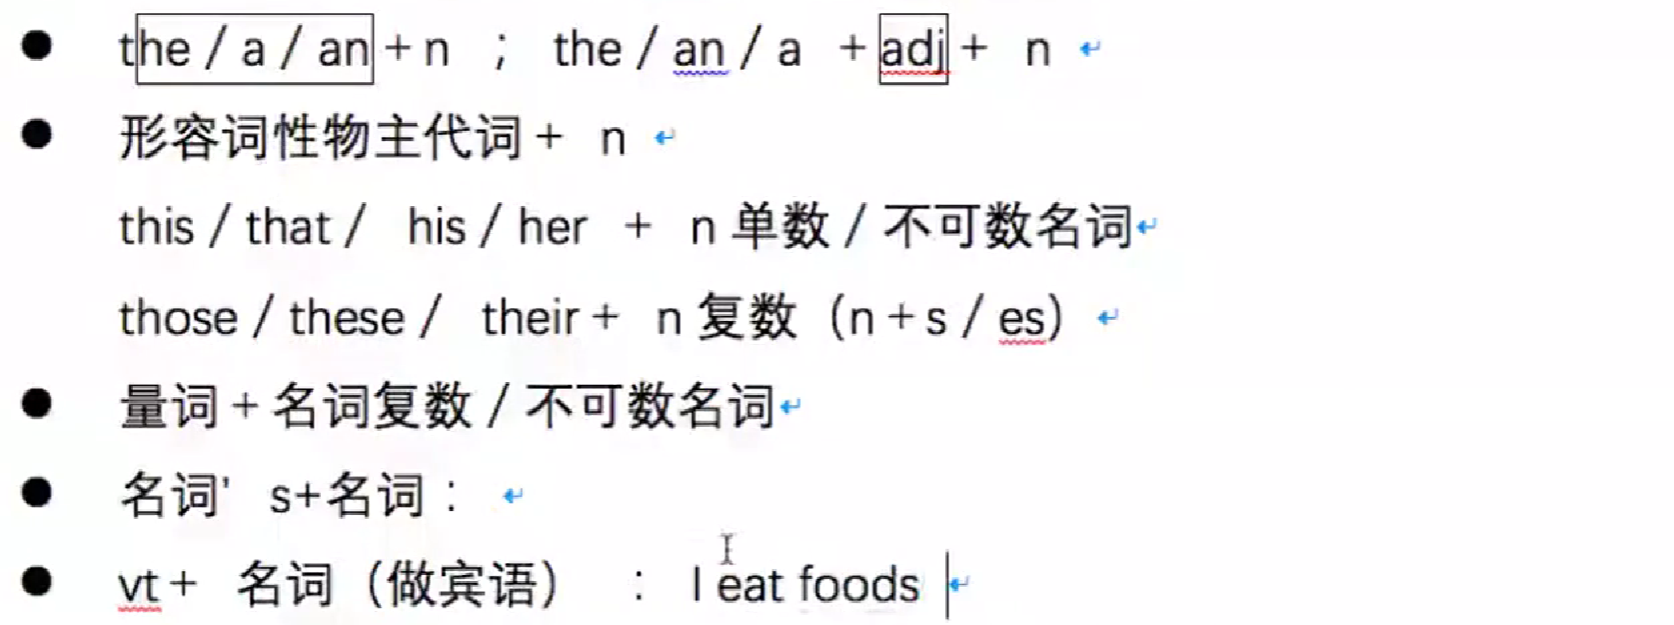 ● the / a / an + n ； the / an / a + adj + n
● 形容词性物主代词 + n
this / that / his / her + n 单数 / 不可数名词
those / these / their + n 复数（n + s / es）
● 量词 + 名词复数 / 不可数名词
● 名词’s+名词：
● vt + 名词（做宾语）：I eat foods